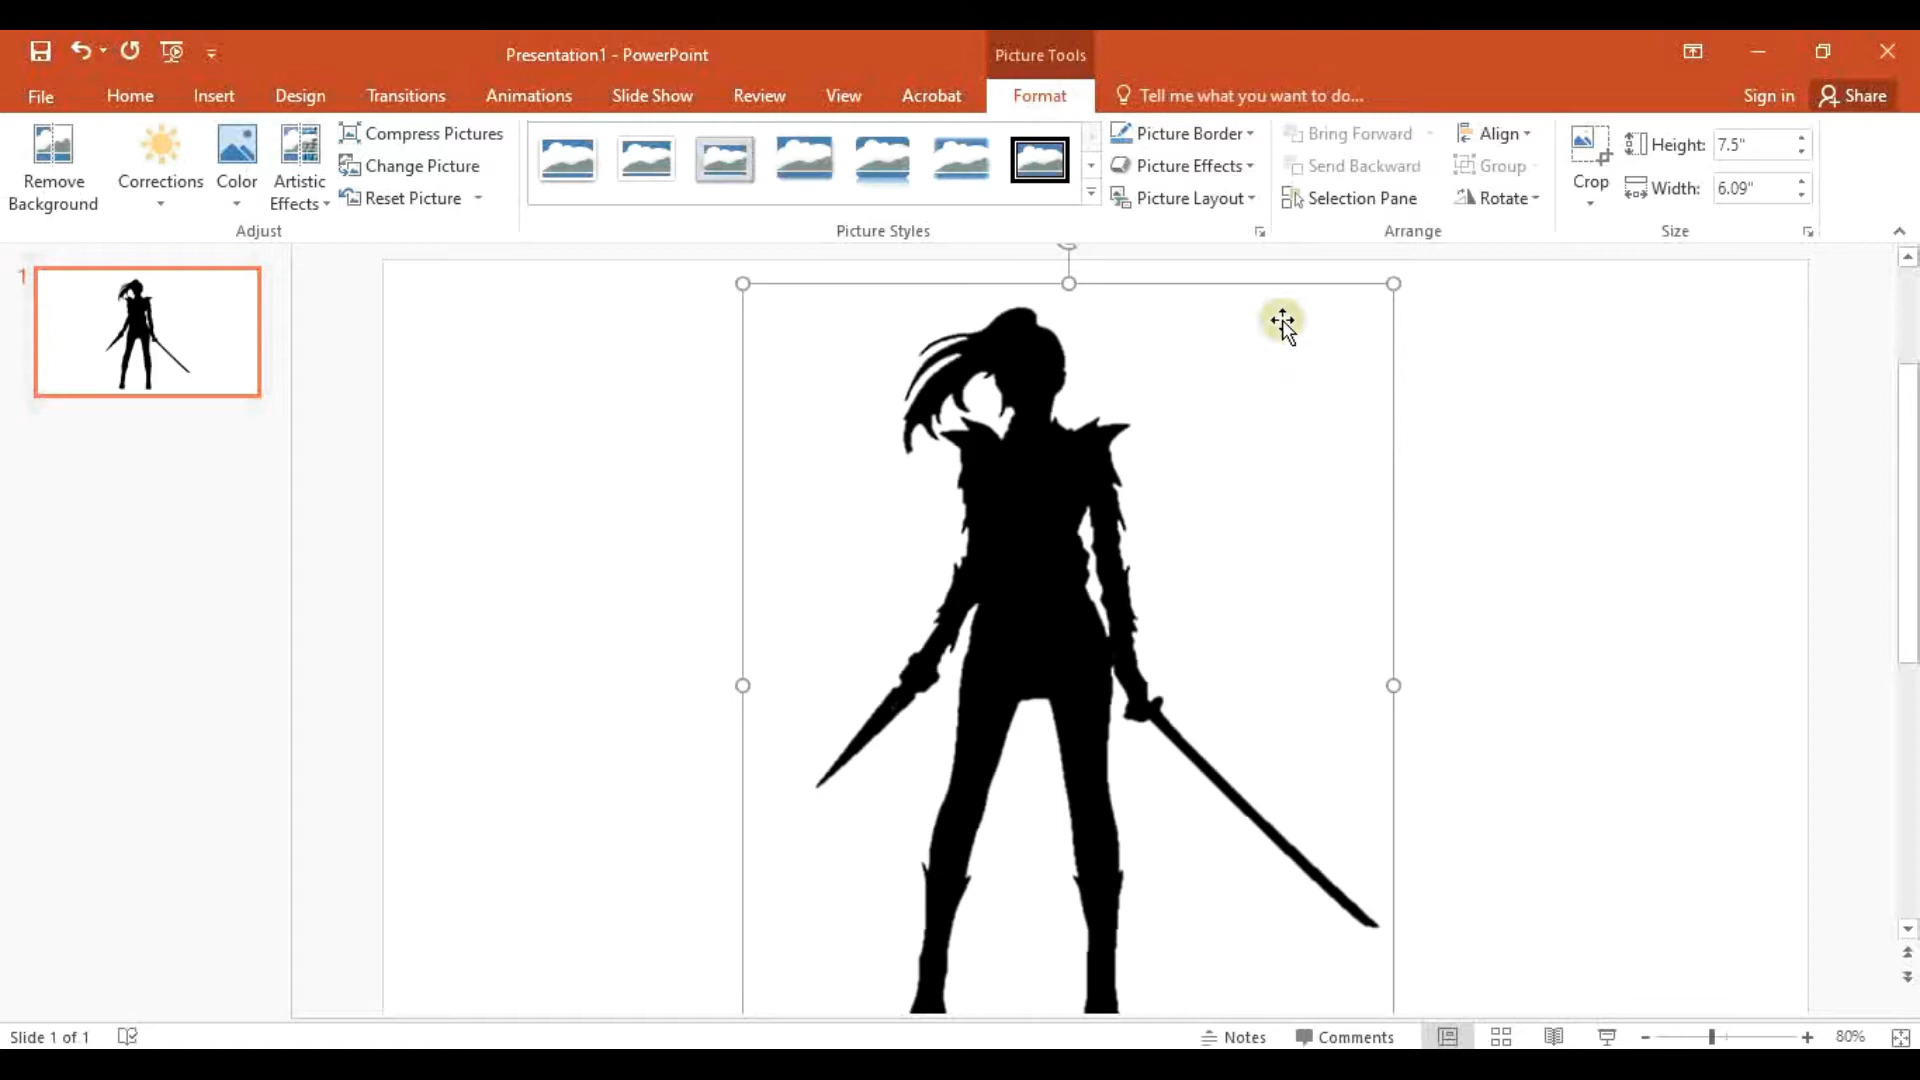 Presentation1 - PowerPoint
Picture Tools
File Home Insert Design Transitions Animations Slide Show Review View Acrobat Format Tell me what you want to do... Sign in Share
Remove Background
Corrections
Color
Artistic Effects
Compress Pictures
Change Picture
Reset Picture
Picture Border
Picture Effects
Picture Layout
Bring Forward
Send Backward
Selection Pane
Align
Group
Rotate
Crop
Height: 7.5"
Width: 6.09"
Adjust Picture Styles Arrange Size
1
Slide 1 of 1 Notes Comments 80%